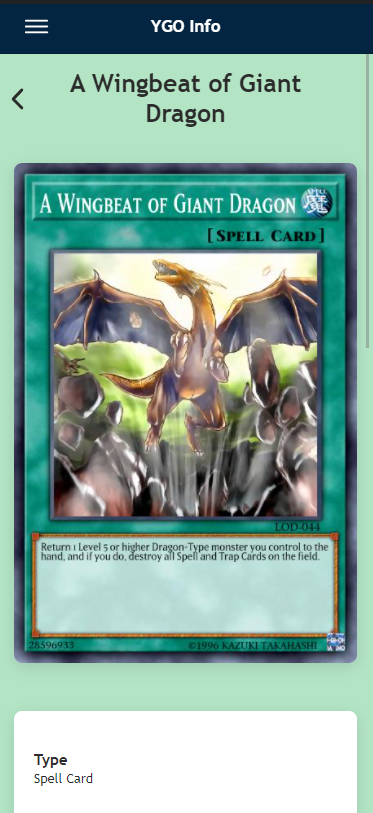 YGO Info
A Wingbeat of Giant
Dragon
A Wingbeat of Giant Dragon
[Spell Card]
LOD-044
Return 1 Level 5 or higher Dragon-Type monster you control to the
hand, and if you do, destroy all Spell and Trap Cards on the field.
28596933
©1996 KAZUKI TAKAHASHI
Type
Spell Card